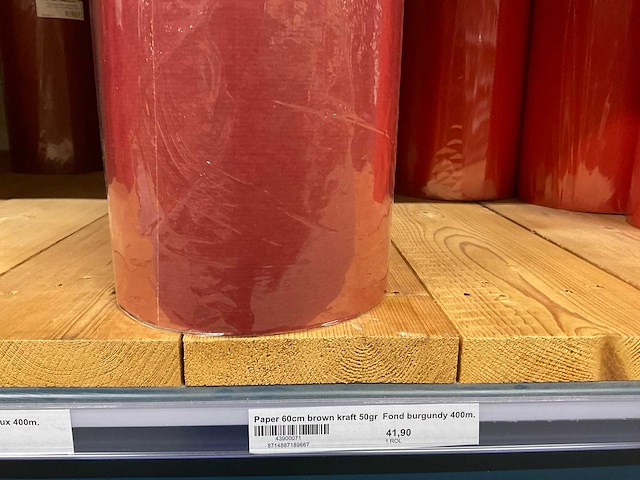 ux 400m.
Paper 60cm brown kraft 50gr Fond burgundy 400m.
43900071
41,90
8714887189667
1 ROL